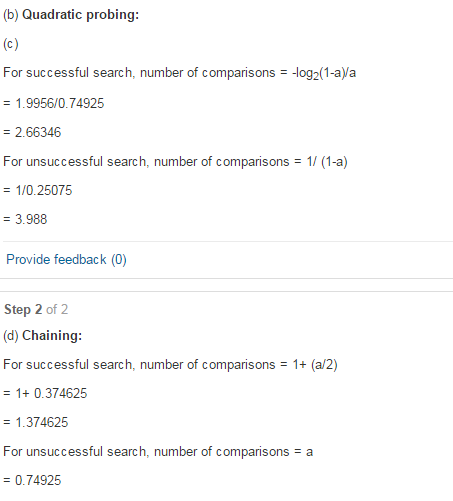 (b) Quadratic probing:
(c)
For successful search, number of comparisons = -log₂(1-a)/a
= 1.9956/0.74925
= 2.66346
For unsuccessful search, number of comparisons = 1/ (1-a)
= 1/0.25075
= 3.988
Provide feedback (0)
Step 2 of 2
(d) Chaining:
For successful search, number of comparisons = 1+ (a/2)
= 1+ 0.374625
= 1.374625
For unsuccessful search, number of comparisons = a
= 0.74925